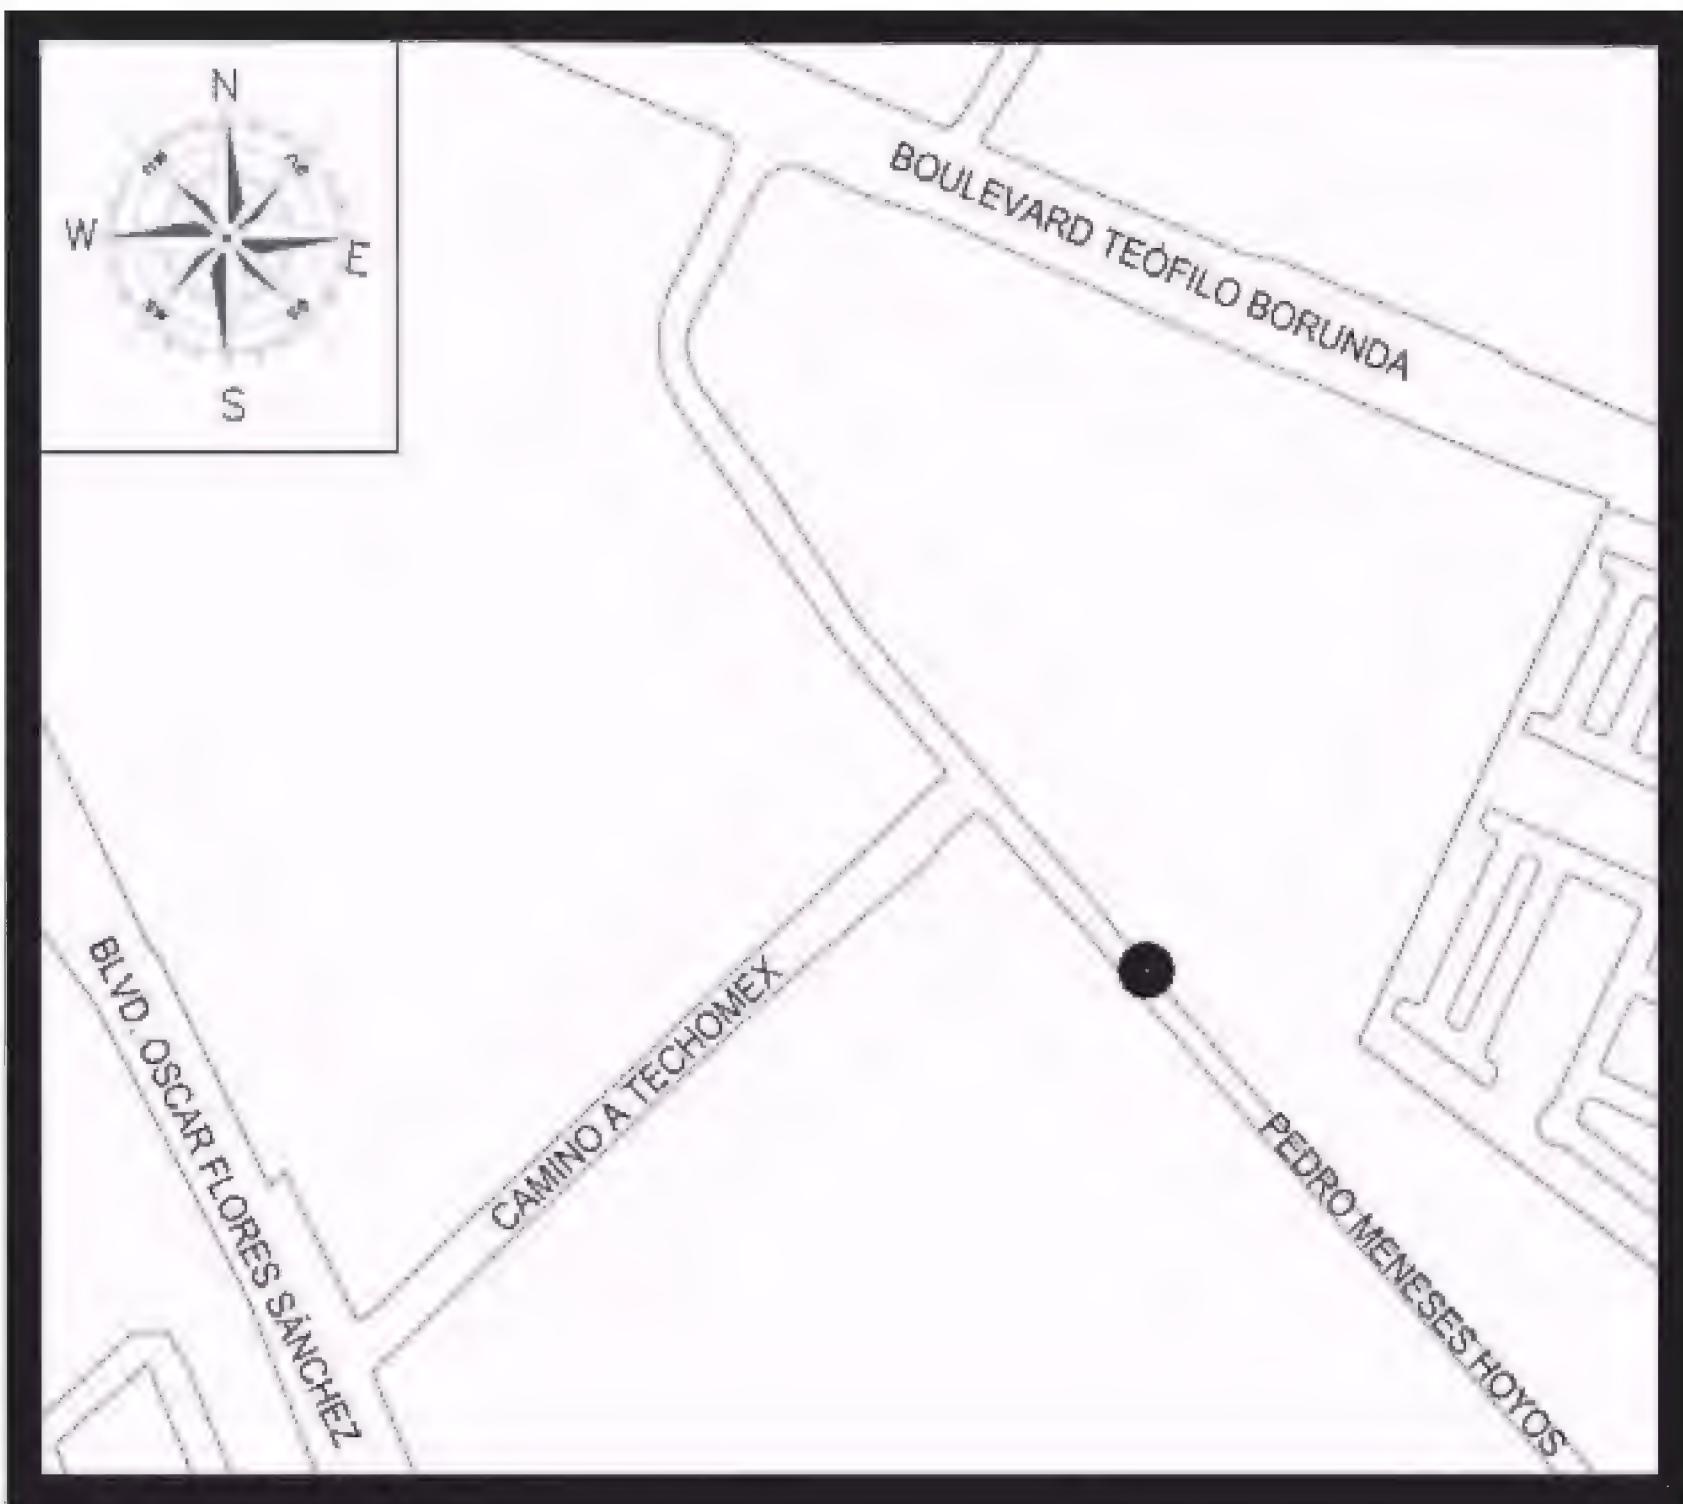 N
W
E
S
BOULEVARD TEÓFILO BORUNDA
CAMINO A TECHOMEX
BLVD. OSCAR FLORES SÁNCHEZ
PEDRO MENESES HOYOS